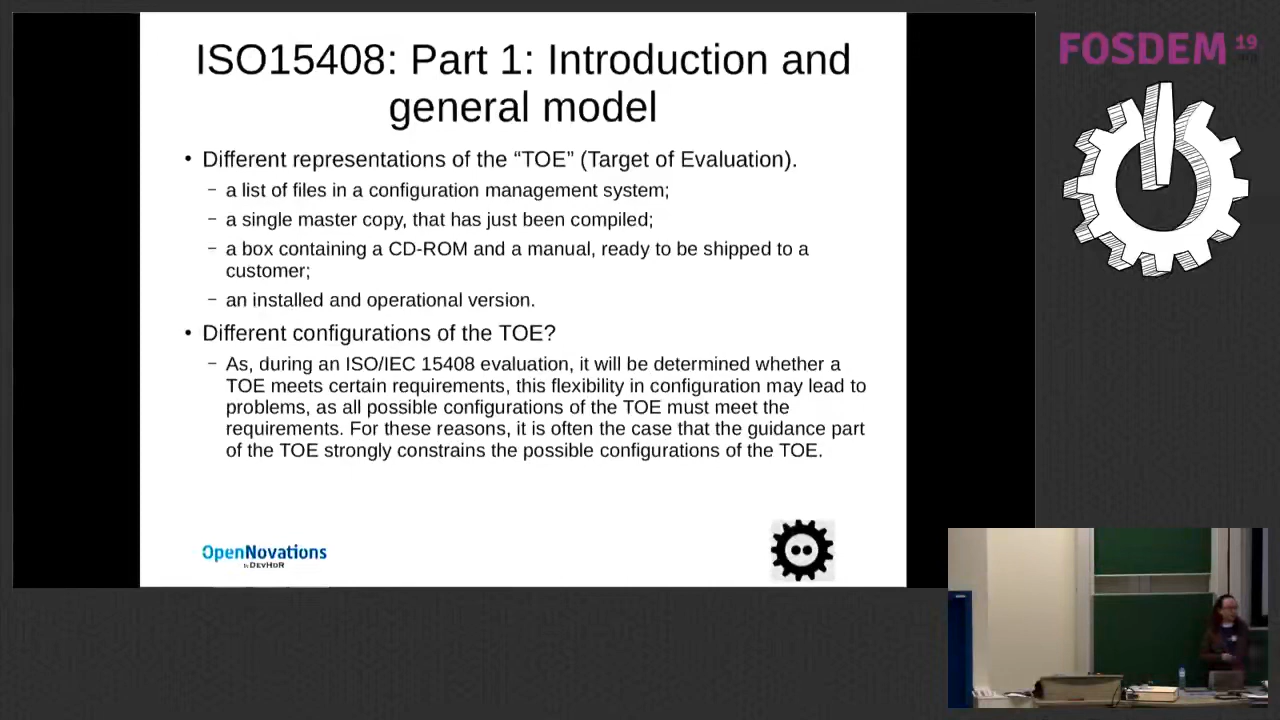 ISO15408: Part 1: Introduction and
general model
• Different representations of the “TOE” (Target of Evaluation).
– a list of files in a configuration management system;
– a single master copy, that has just been compiled;
– a box containing a CD-ROM and a manual, ready to be shipped to a
customer;
– an installed and operational version.
• Different configurations of the TOE?
– As, during an ISO/IEC 15408 evaluation, it will be determined whether a
TOE meets certain requirements, this flexibility in configuration may lead to
problems, as all possible configurations of the TOE must meet the
requirements. For these reasons, it is often the case that the guidance part
of the TOE strongly constrains the possible configurations of the TOE.
OpenNovations
by DEVHOR
FOSDEM 19